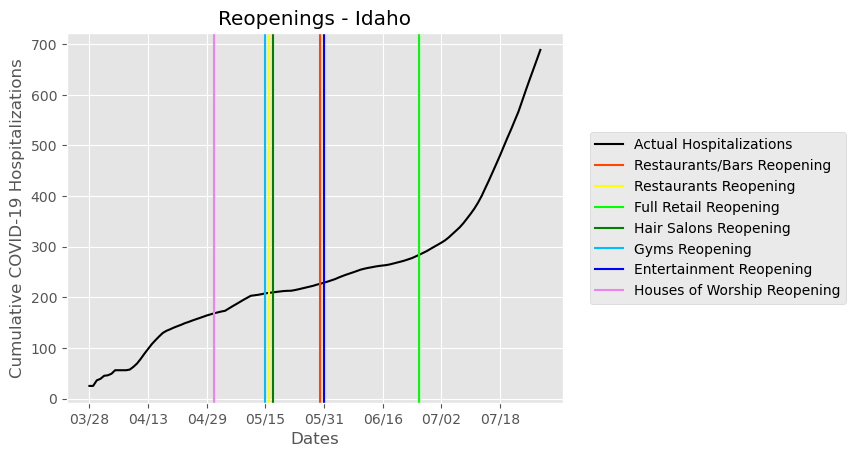 Reopenings - Idaho
Cumulative COVID-19 Hospitalizations
700
600
500
400
300
200
100
0
03/28 04/13 04/29 05/15 05/31 06/16 07/02 07/18
Dates
Actual Hospitalizations
Restaurants/Bars Reopening
Restaurants Reopening
Full Retail Reopening
Hair Salons Reopening
Gyms Reopening
Entertainment Reopening
Houses of Worship Reopening